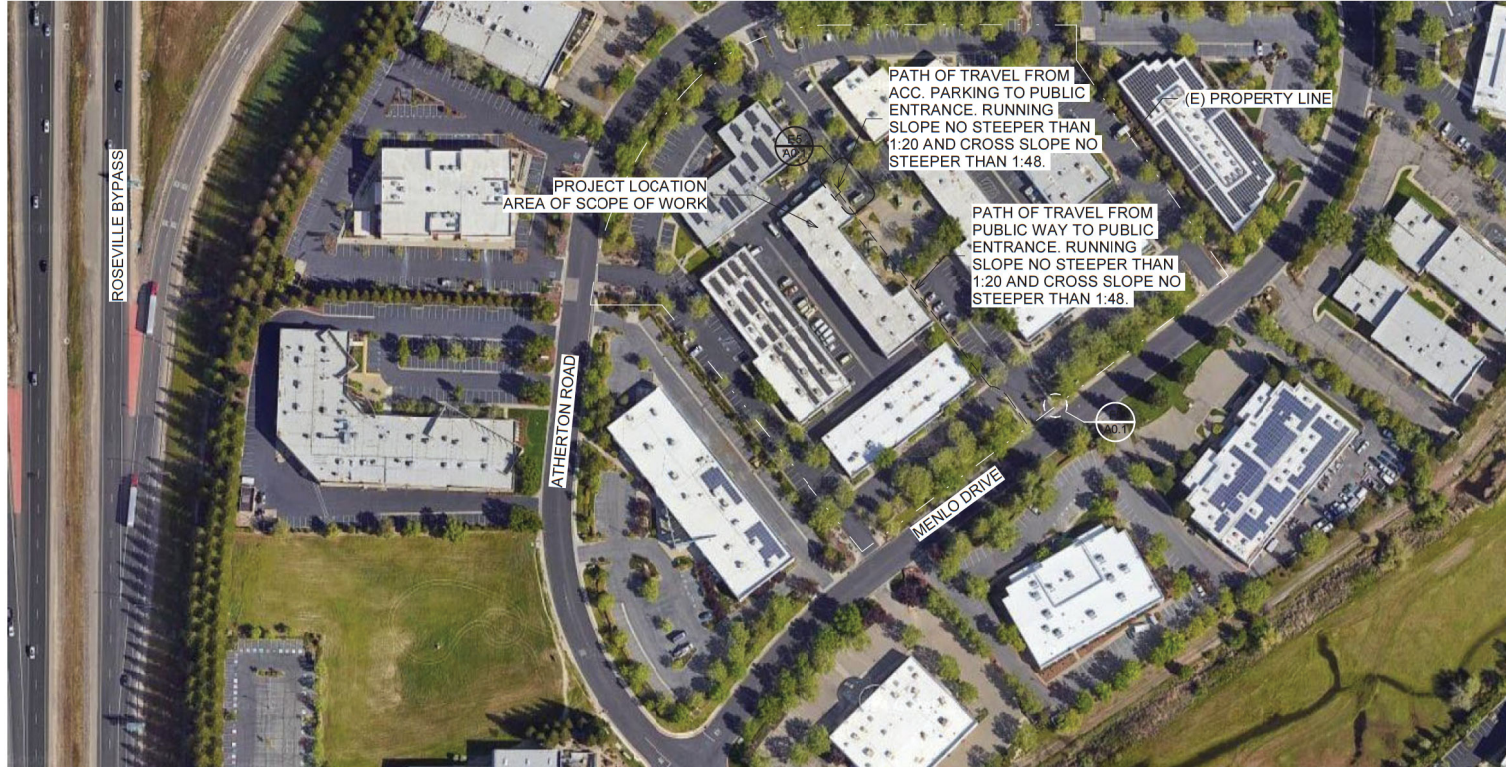 PATH OF TRAVEL FROM
ACC. PARKING TO PUBLIC
ENTRANCE. RUNNING
SLOPE NO STEEPER THAN
1:20 AND CROSS SLOPE NO
STEEPER THAN 1:48.
(E) PROPERTY LINE
E5
A0.1
PROJECT LOCATION
AREA OF SCOPE OF WORK
PATH OF TRAVEL FROM
PUBLIC WAY TO PUBLIC
ENTRANCE. RUNNING
SLOPE NO STEEPER THAN
1:20 AND CROSS SLOPE NO
STEEPER THAN 1:48.
ROSEVILLE BYPASS
ATHERTON ROAD
A0.1
MENLO DRIVE